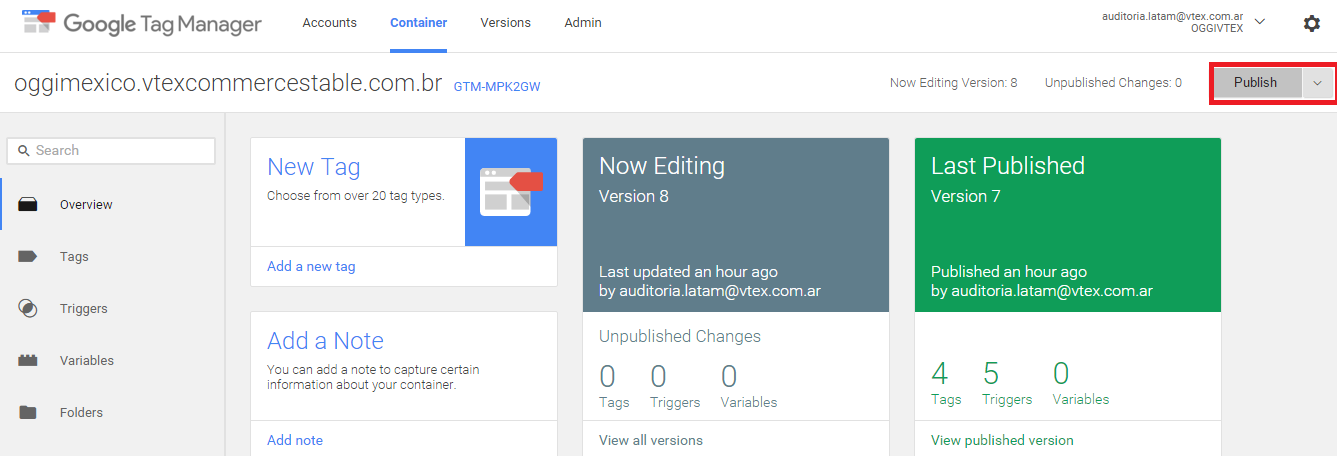 Google Tag Manager
Accounts
Container
Versions
Admin
auditoria.latam@vtex.com.ar
OGGIVTEX
oggimexico.vtexcommercestable.com.br
GTM-MPK2GW
Now Editing Version: 8
Unpublished Changes: 0
Publish
Search
Overview
Tags
Triggers
Variables
Folders
New Tag
Choose from over 20 tag types.
Add a new tag
Add a Note
You can add a note to capture certain
information about your container.
Add note
Now Editing
Version 8
Last updated an hour ago
by auditoria.latam@vtex.com.ar
Unpublished Changes
0 0 0
Tags Triggers Variables
View all versions
Last Published
Version 7
Published an hour ago
by auditoria.latam@vtex.com.ar
4 5 0
Tags Triggers Variables
View published version